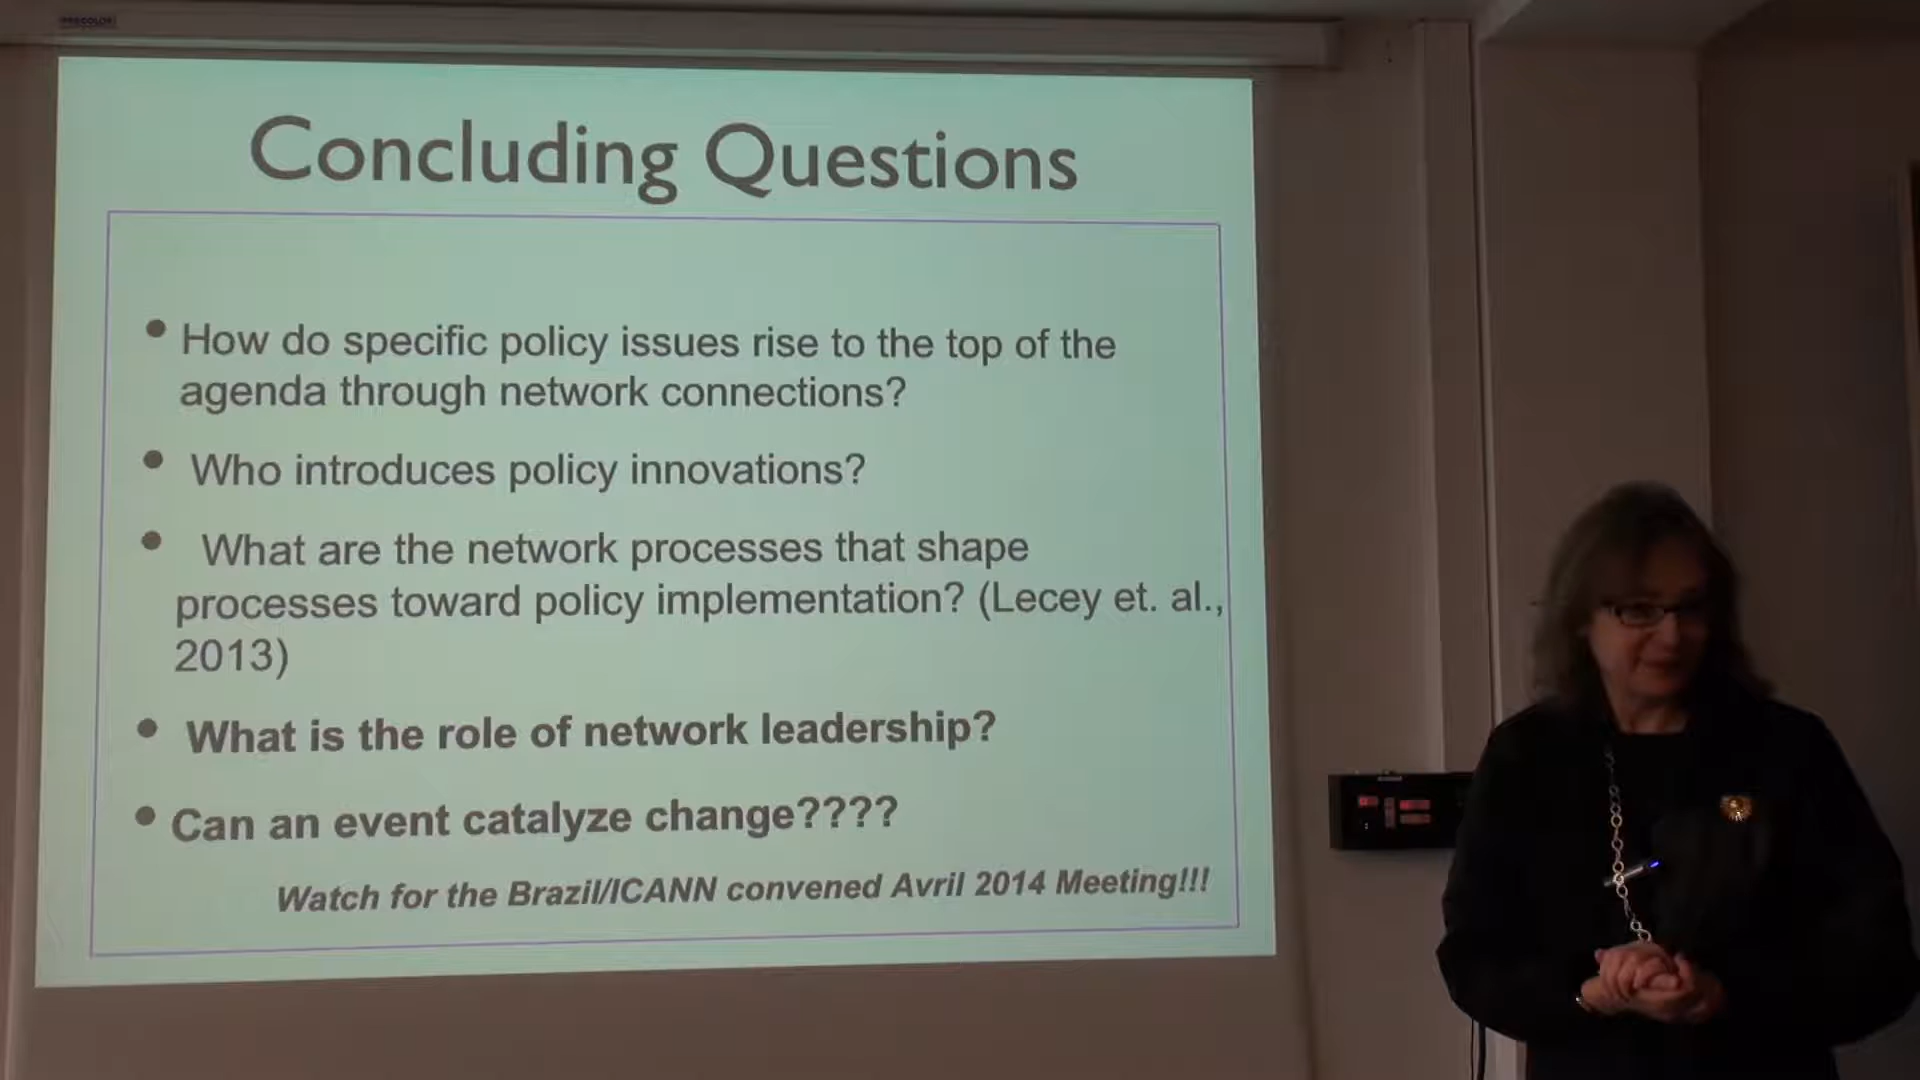 Concluding Questions
• How do specific policy issues rise to the top of the
agenda through network connections?
• Who introduces policy innovations?
• What are the network processes that shape
processes toward policy implementation? (Lecey et. al.,
2013)
• What is the role of network leadership?
• Can an event catalyze change????
Watch for the Brazil/ICANN convened Avril 2014 Meeting!!!